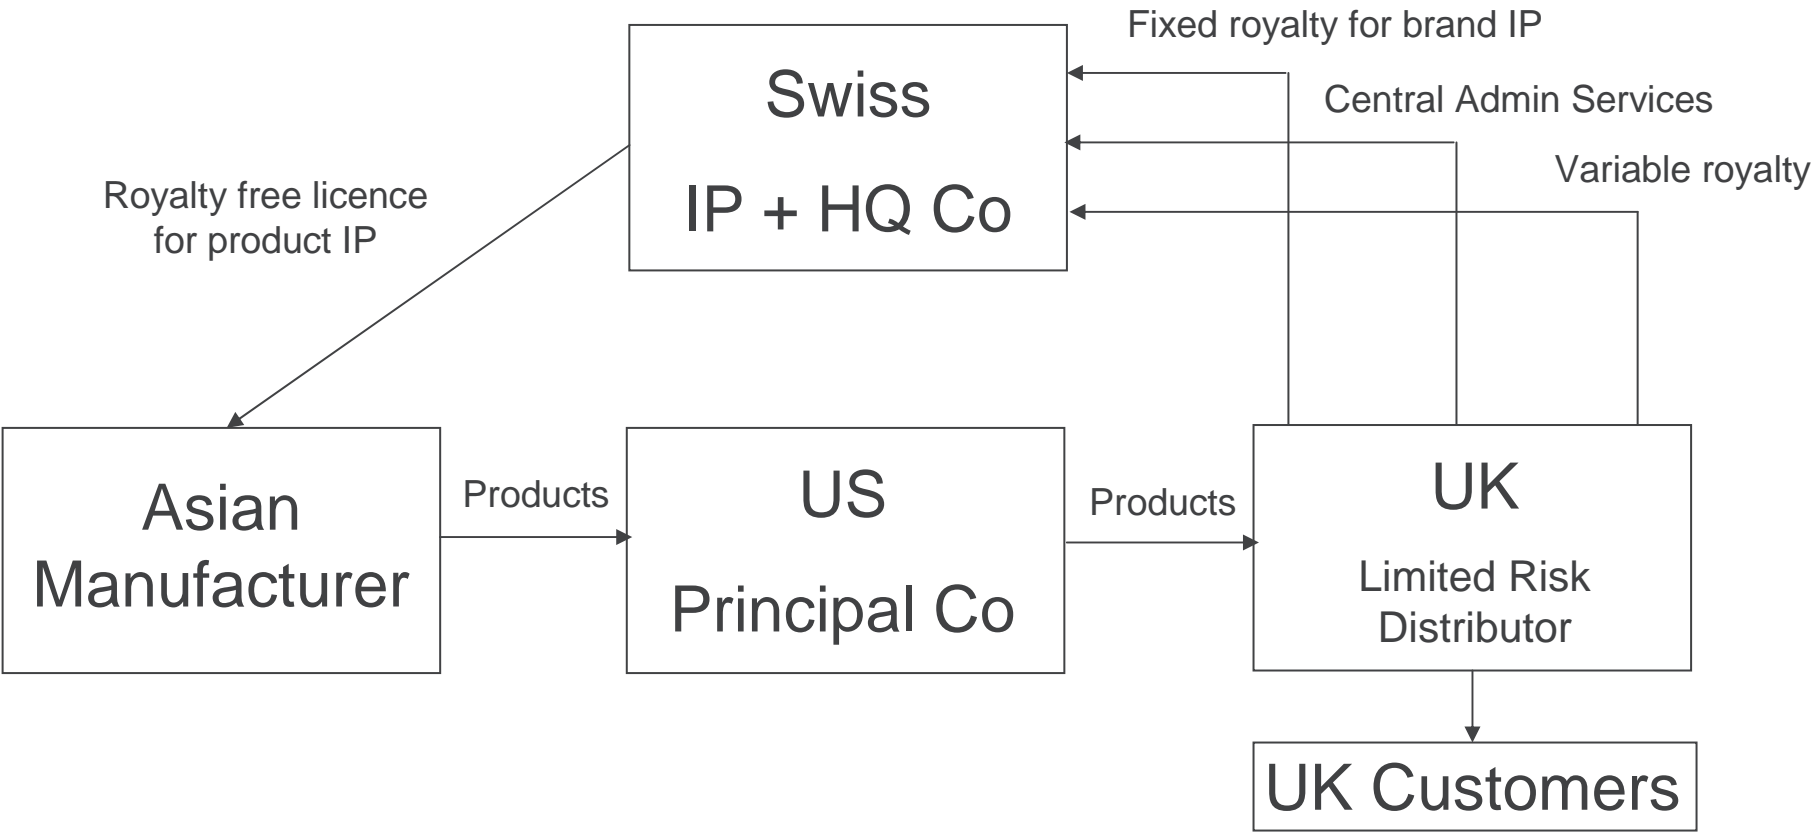 Fixed royalty for brand IP
Swiss
IP + HQ Co
Central Admin Services
Variable royalty
Royalty free licence
for product IP
Asian
Manufacturer
Products
US
Principal Co
Products
UK
Limited Risk
Distributor
UK Customers